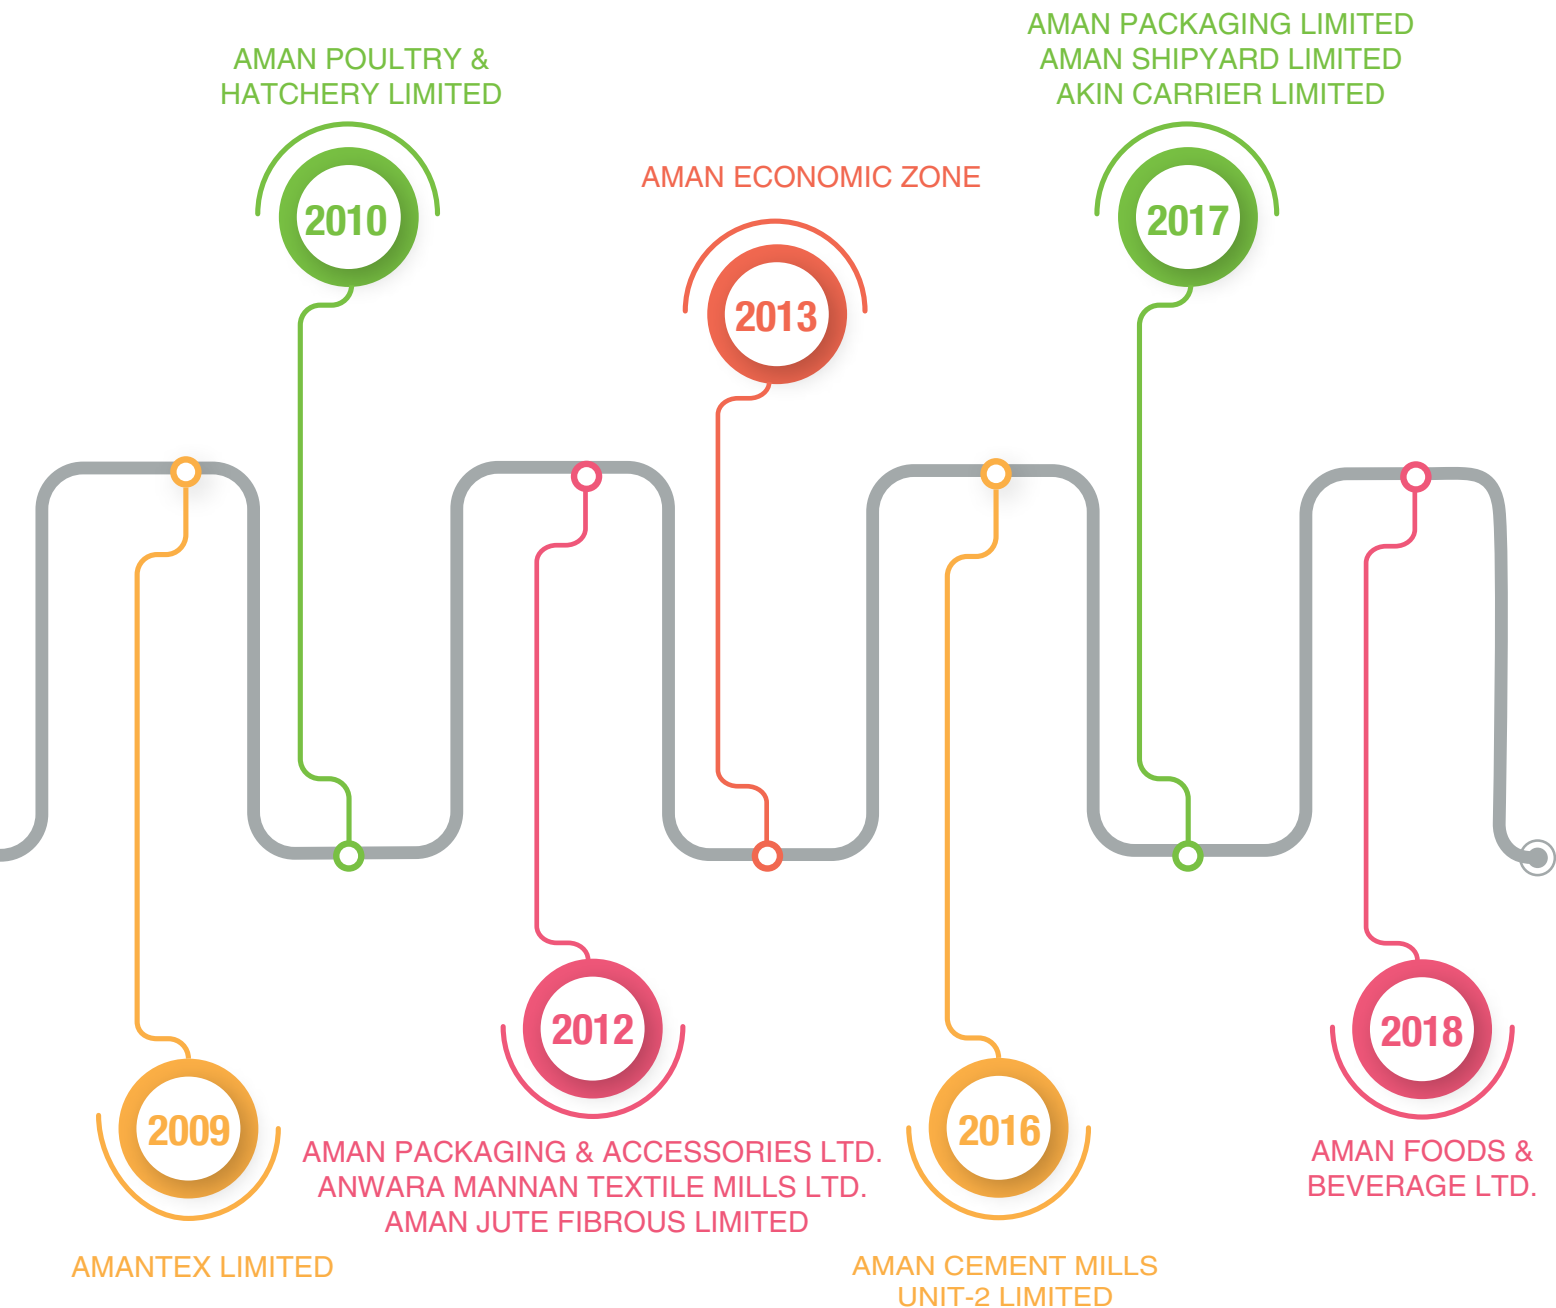 AMAN POULTRY &
HATCHERY LIMITED
2010
AMAN ECONOMIC ZONE
2013
AMAN PACKAGING LIMITED
AMAN SHIPYARD LIMITED
AKIN CARRIER LIMITED
2017
2009
AMANTEX LIMITED
2012
AMAN PACKAGING & ACCESSORIES LTD.
ANWARA MANNAN TEXTILE MILLS LTD.
AMAN JUTE FIBROUS LIMITED
2016
AMAN CEMENT MILLS
UNIT-2 LIMITED
2018
AMAN FOODS &
BEVERAGE LTD.